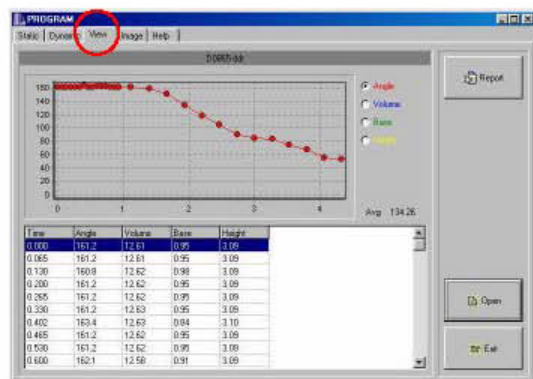 PROGRAM
Static Dynamic View Image Help
Report
Angle
Volume
Base
Height
160
140
120
100
80
60
40
20
0
0 1 2 3 4
Avg 134.26
Time Angle Volume Base Height
0.000 161.2 12.61 0.95 3.09
0.065 161.2 12.61 0.95 3.09
0.130 160.8 12.62 0.98 3.09
0.200 161.2 12.62 0.95 3.09
0.265 161.2 12.62 0.95 3.09
0.330 161.2 12.63 0.95 3.09
0.402 163.4 12.63 0.84 3.10
0.465 161.2 12.62 0.95 3.09
0.530 161.2 12.62 0.95 3.09
0.600 162.1 12.58 0.91 3.09
Open
Exit